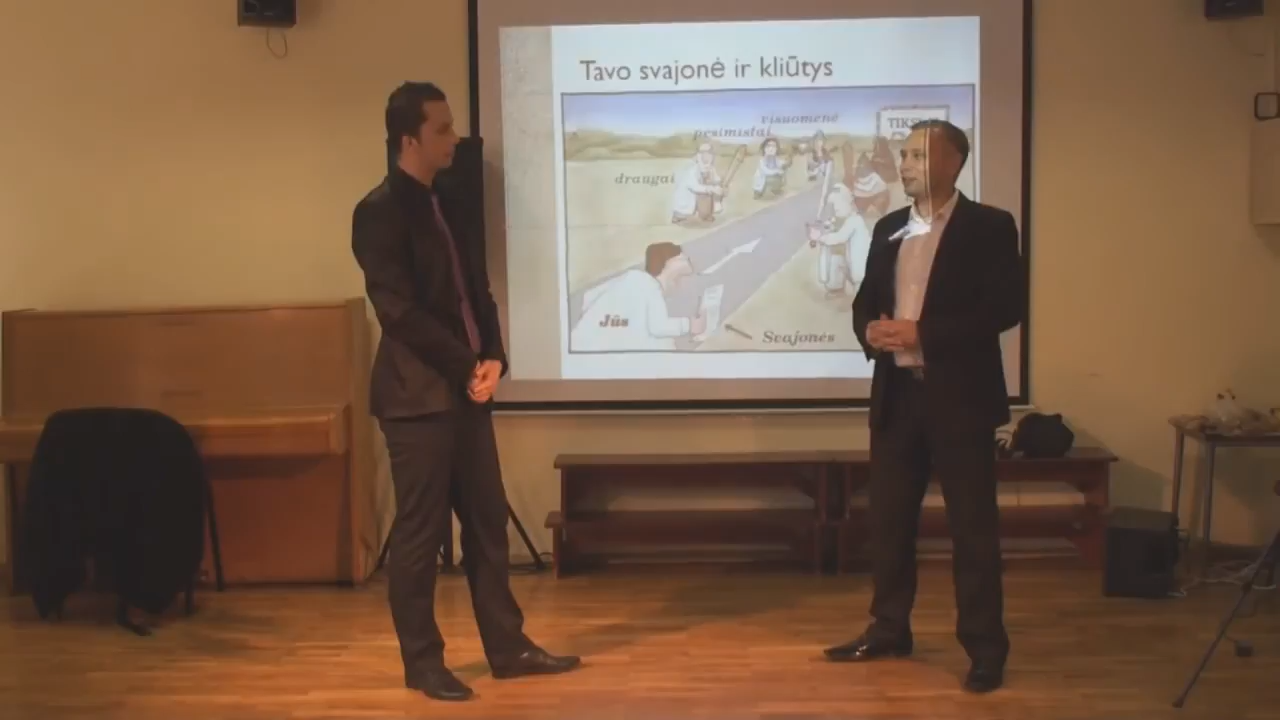 Tavo svajonė ir kliūtys
visuomenė
pesimistai
draugai
Jūs
Svajonės